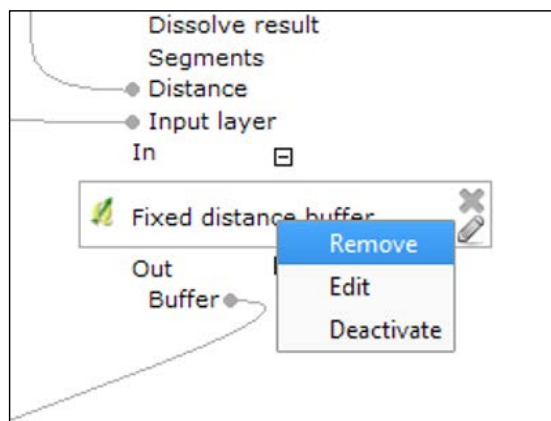 Dissolve result
Segments
Distance
Input layer
In
Fixed distance buffer
Remove
Out
Edit
Buffer
Deactivate